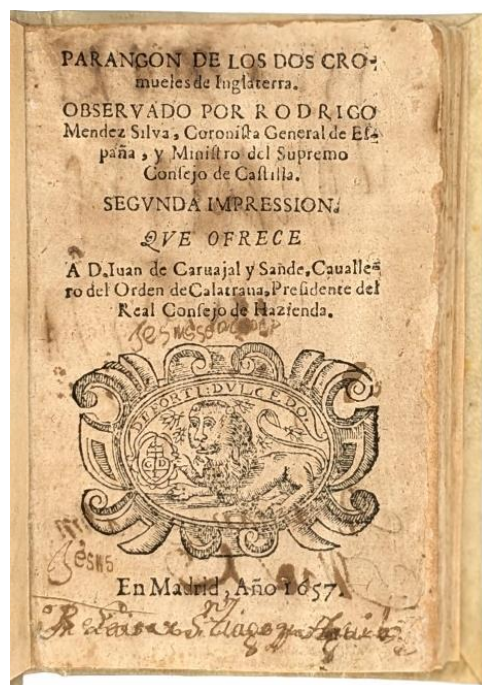 PARANGON DE LOS DOS CRO-
mueles de Inglaterra.
OBSERVADO POR RODRIGO
Mendez Silva, Coronista General de Es-
paña, y Ministro del Supremo
Consejo de Castilla.
SEGVNDA IMPRESSION.
QVE OFRECE
A D. Iuan de Caruajal y Sande, Caualle-
ro del Orden de Calatraua, Presidente del
Real Consejo de Hazienda.
DE FORTI DVLCEDO
Jesus
En Madrid, Año 1657.